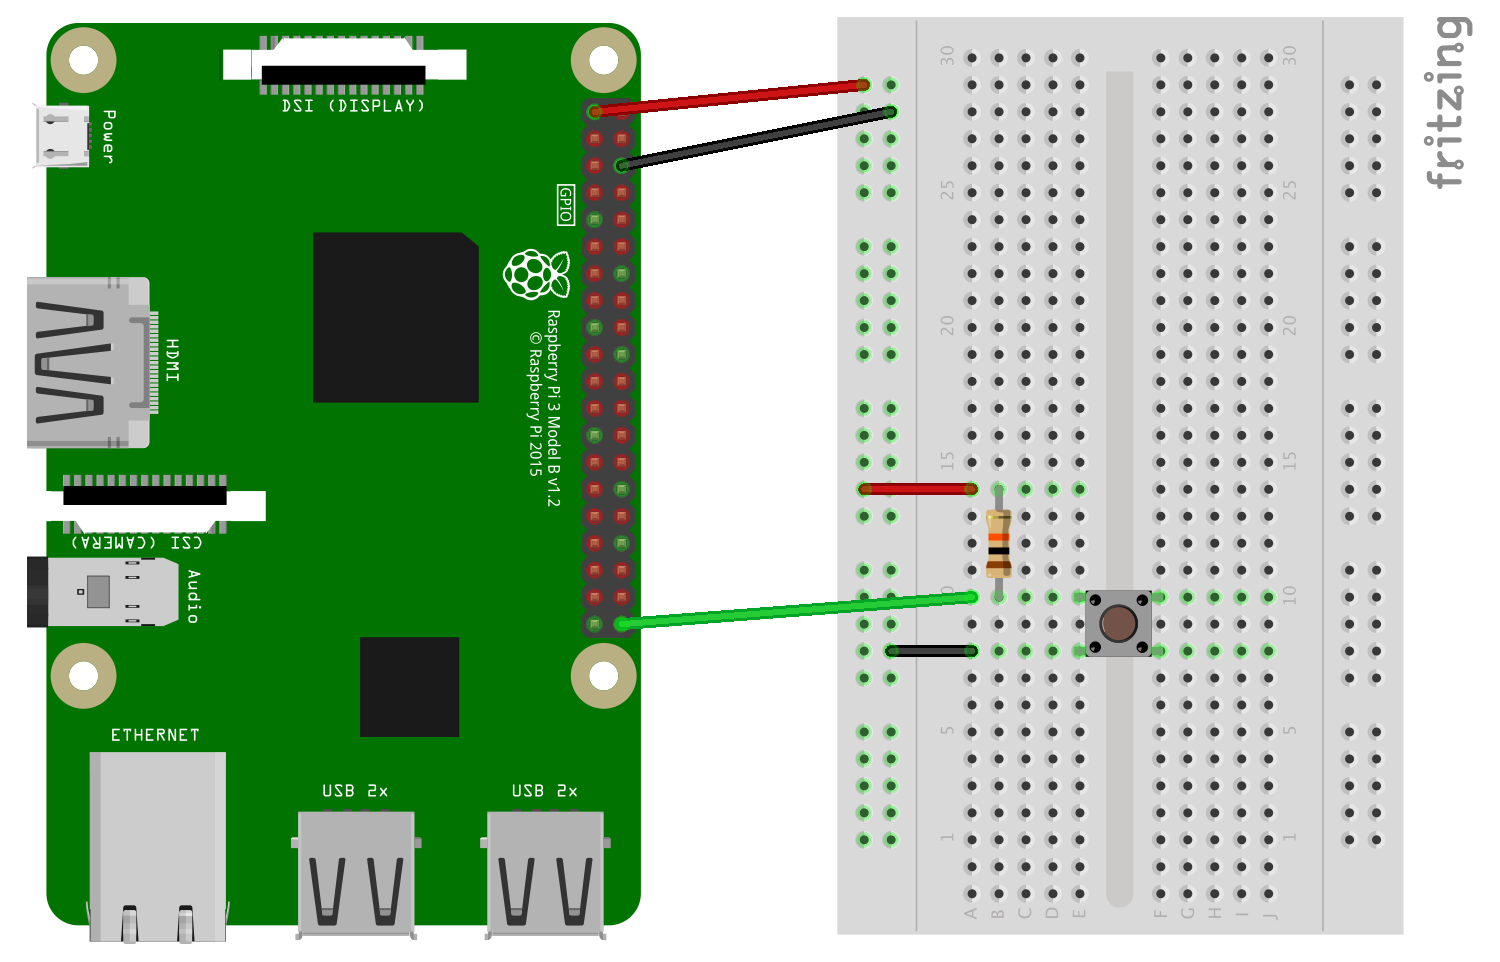 DSI (DISPLAY)
Power
GPIO
HDMI
Raspberry Pi 3 Model B v1.2
© Raspberry Pi 2015
CSI (CAMERA)
Audio
ETHERNET
USB 2x
USB 2x
30
25
20
15
10
5
1
30
25
20
15
10
5
1
A B C D E F G H I J
fritzing